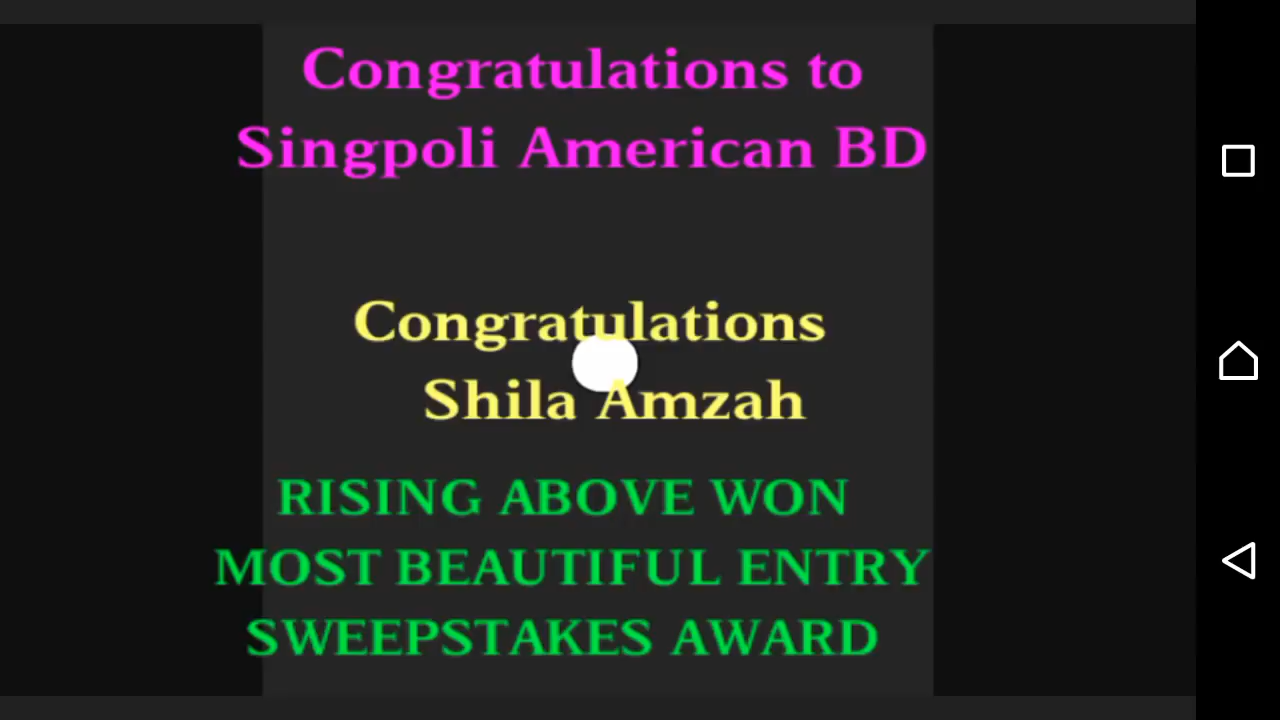 Congratulations to
Singpoli American BD
Congratulations
Shila Amzah
RISING ABOVE WON
MOST BEAUTIFUL ENTRY
SWEEPSTAKES AWARD